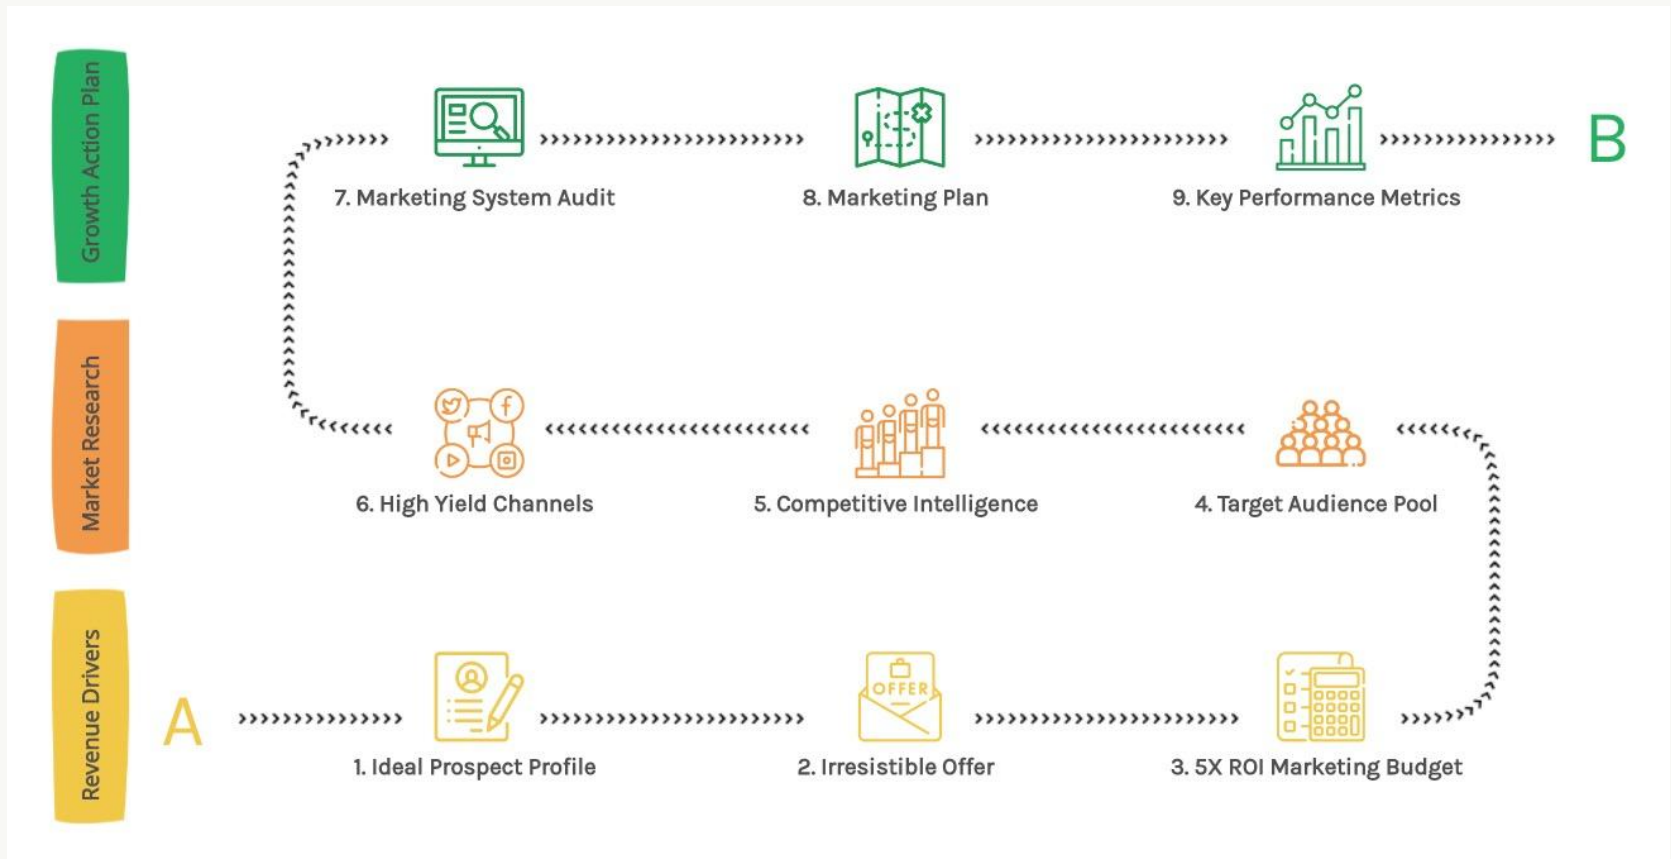 Growth Action Plan
7. Marketing System Audit
8. Marketing Plan
9. Key Performance Metrics
B
Market Research
6. High Yield Channels
5. Competitive Intelligence
4. Target Audience Pool
Revenue Drivers
A
1. Ideal Prospect Profile
OFFER
2. Irresistible Offer
3. 5X ROI Marketing Budget